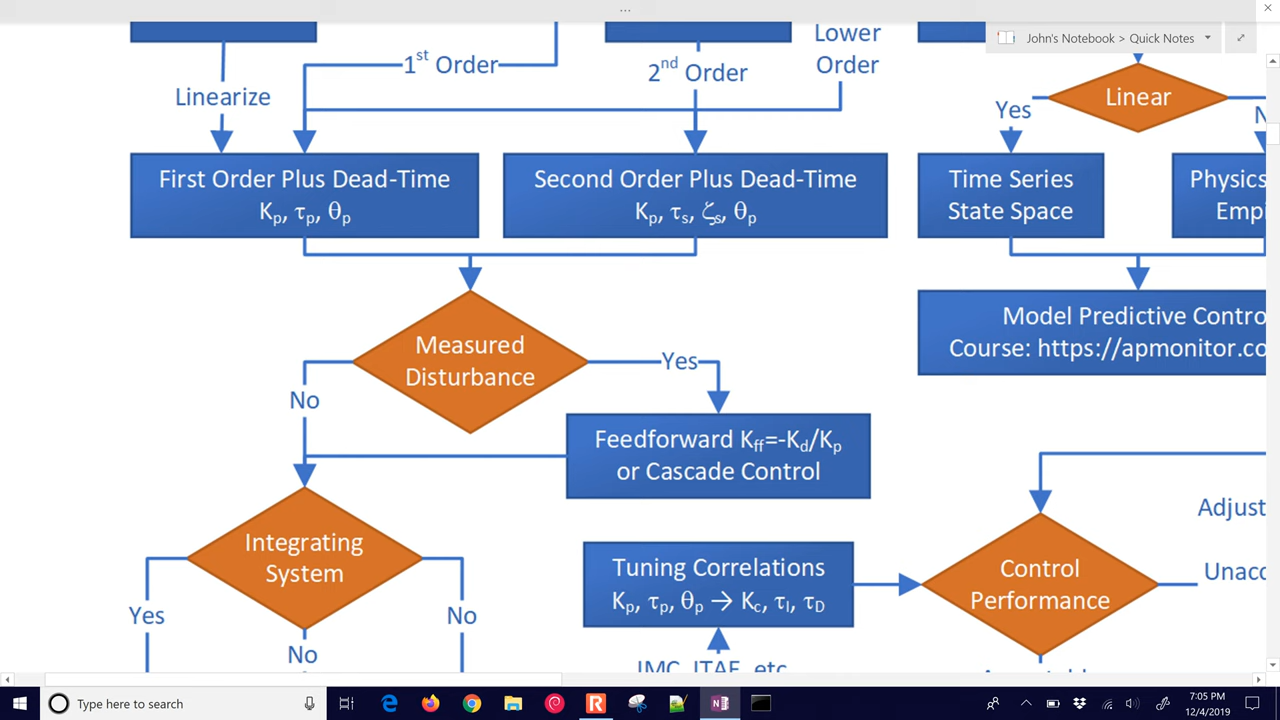 John's Notebook > Quick Notes
Lower
Order
1st Order
2nd Order
Linearize
Linear
Yes
First Order Plus Dead-Time
Kp, τp, θp
Second Order Plus Dead-Time
Kp, τs, ζs, θp
Time Series
State Space
Physics
Measured
Disturbance
No
Yes
Model Predictive Contro
Course: https://apmonitor.co
Feedforward Kff=-Kd/Kp
or Cascade Control
Integrating
System
Yes
No
No
Tuning Correlations
Kp, τp, θp → Kc, τI, τD
IMC, ITAE, etc
Control
Performance
Adjust
Type here to search
7:05 PM
12/4/2019